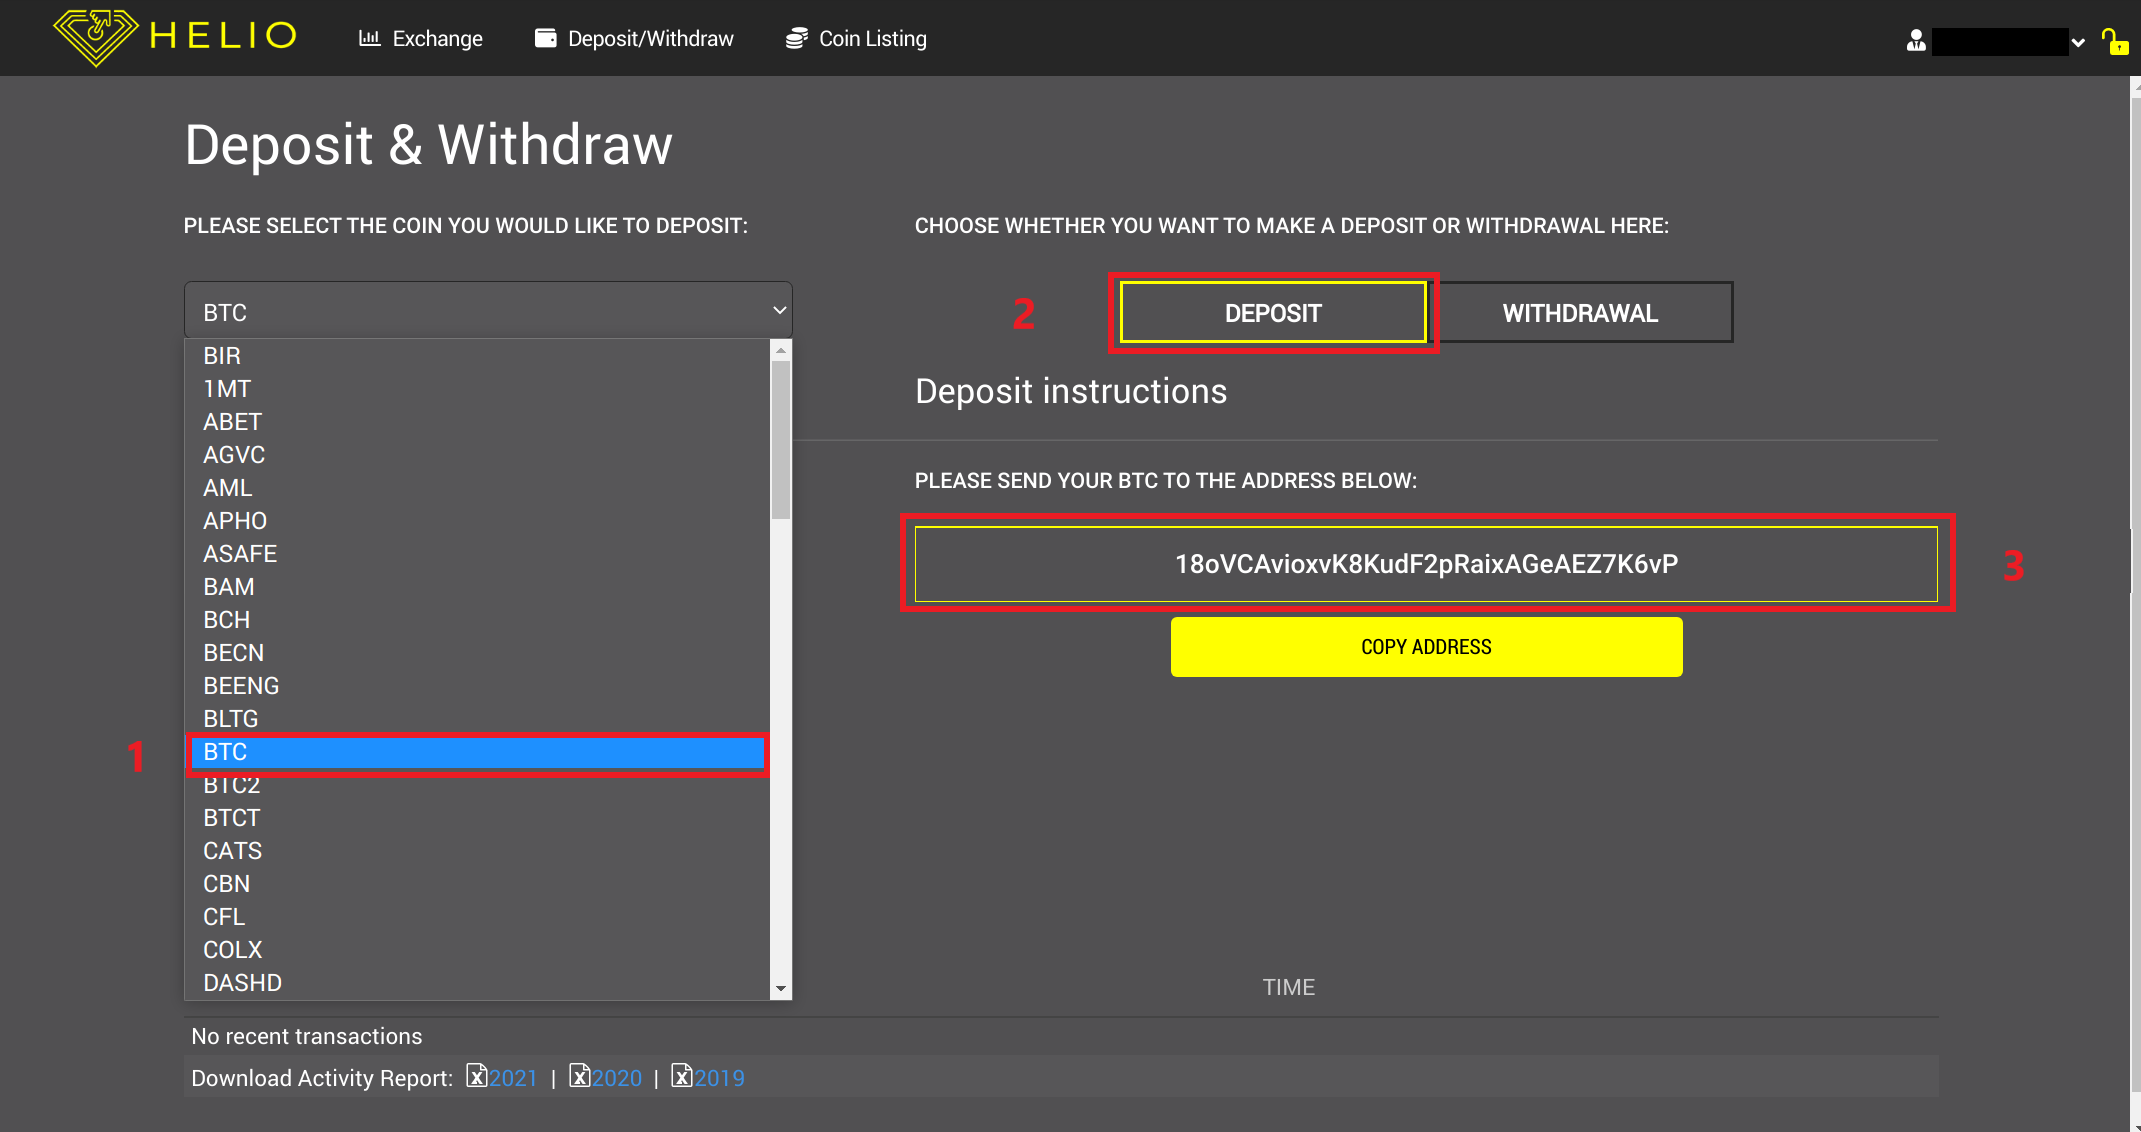 HELIO
Exchange
Deposit/Withdraw
Coin Listing
Deposit & Withdraw
PLEASE SELECT THE COIN YOU WOULD LIKE TO DEPOSIT:
BTC
BIR
1MT
ABET
AGVC
AML
APHO
ASAFE
BAM
BCH
BECN
BEENG
BLTG
1
BTC
BTC2
BTCT
CATS
CBN
CFL
COLX
DASHD
CHOOSE WHETHER YOU WANT TO MAKE A DEPOSIT OR WITHDRAWAL HERE:
2
DEPOSIT
WITHDRAWAL
Deposit instructions
PLEASE SEND YOUR BTC TO THE ADDRESS BELOW:
18oVCAvioxvK8KudF2pRaixAGeAEZ7K6vP
3
COPY ADDRESS
TIME
No recent transactions
Download Activity Report: 2021 | 2020 | 2019